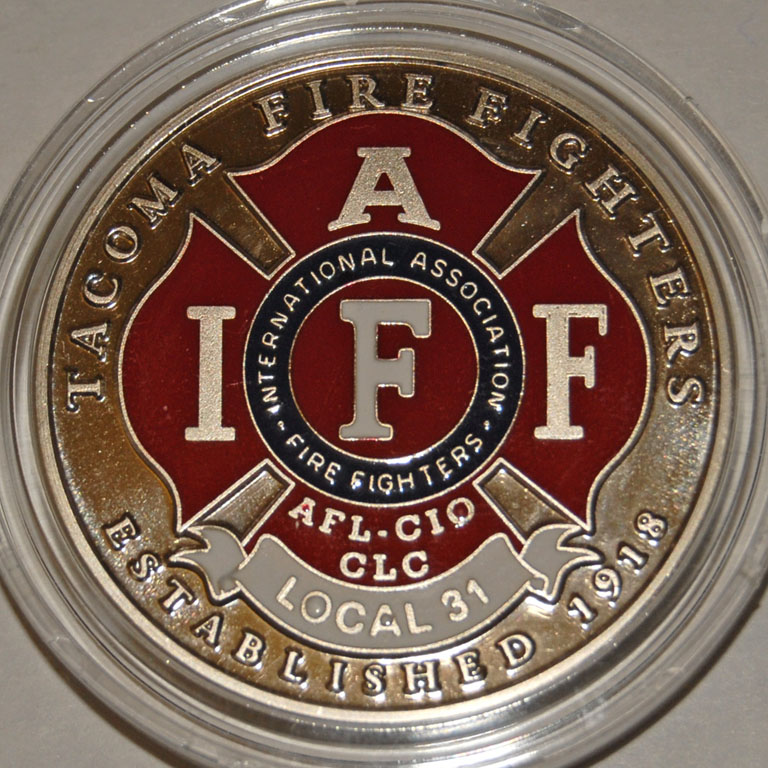 TACOMA FIRE FIGHTERS
A
INTERNATIONAL ASSOCIATION
I F F
- FIRE FIGHTERS -
AFL-CIO
CLC
LOCAL 31
ESTABLISHED 1918